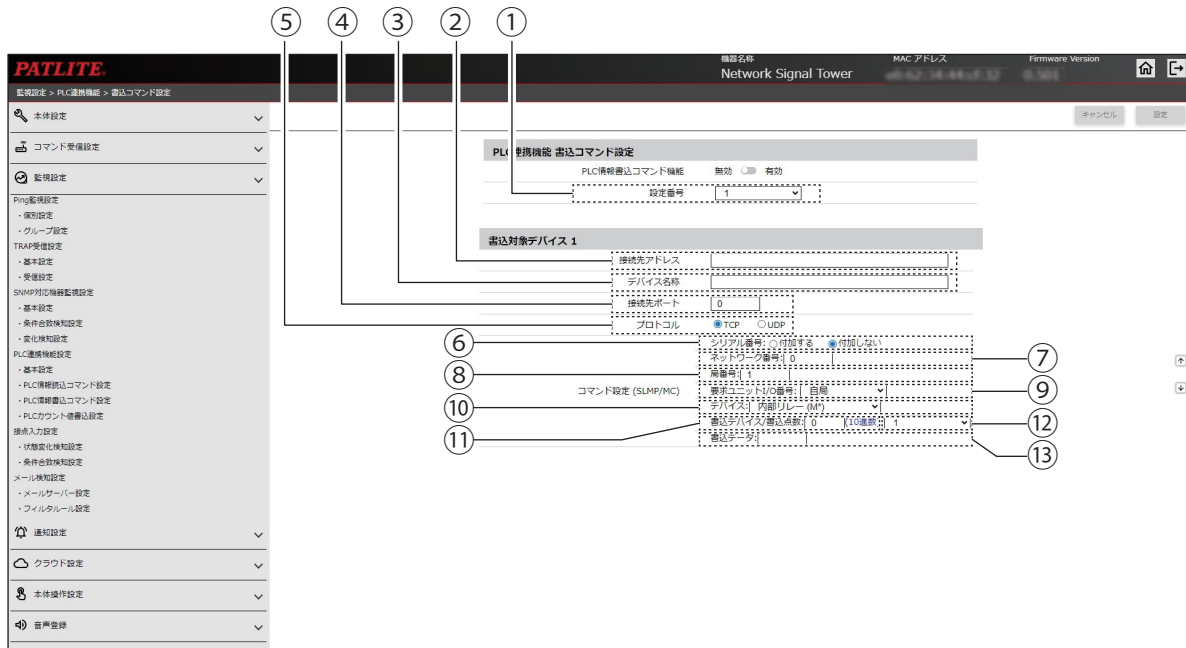 ⑤ ④ ③ ② ①
PATLITE
機器名称 MAC アドレス Firmware Version
Network Signal Tower
監視設定 > PLC連携機能 > 書込コマンド設定
キャンセル 設定
本体設定
コマンド受信設定
監視設定
Ping監視設定
・個別設定
・グループ設定
TRAP受信設定
・基本設定
・受信設定
SNMP対応機器監視設定
・基本設定
・条件合致検知設定
・変化検知設定
PLC連携機能設定
・基本設定
・PLC情報読込コマンド設定
・PLC情報書込コマンド設定
・PLCカウント値書込設定
接点入力設定
・状態変化検知設定
・条件合致検知設定
メール検知設定
・メールサーバー設定
・フィルタルール設定
通知設定
クラウド設定
本体操作設定
音声登録
PLC連携機能 書込コマンド設定
PLC情報書込コマンド機能 無効 有効
設定番号 1
書込対象デバイス 1
接続先アドレス
デバイス名称
接続先ポート 0
プロトコル TCP UDP
⑥ シリアル番号: 付加する 付加しない
ネットワーク番号: 0 ⑦
⑧ 局番号: 1
コマンド設定 (SLMP/MC) 要求ユニットI/O番号: 自局 ⑨
⑩ デバイス: 内部リレー (M*)
⑪ 書込デバイス/書込点数: 0 (10進数): 1 ⑫
書込データ: ⑬